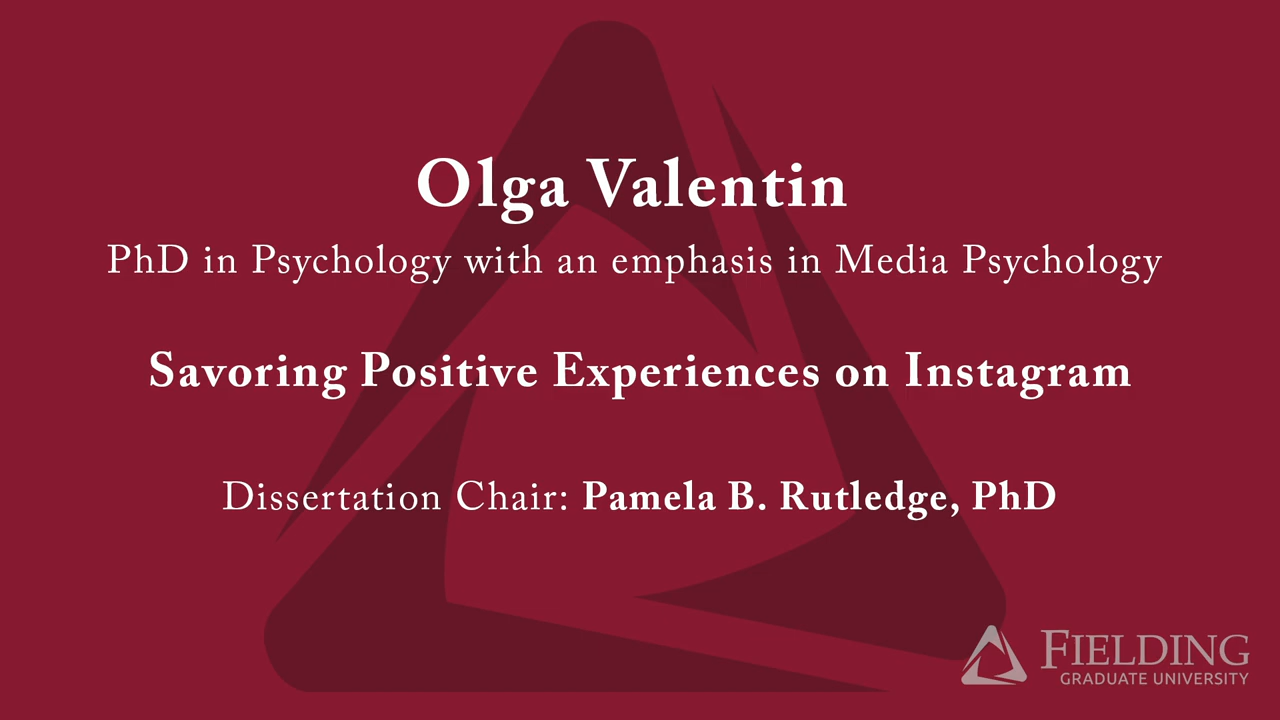 Olga Valentin
PhD in Psychology with an emphasis in Media Psychology
Savoring Positive Experiences on Instagram
Dissertation Chair: Pamela B. Rutledge, PhD
FIELDING
GRADUATE UNIVERSITY